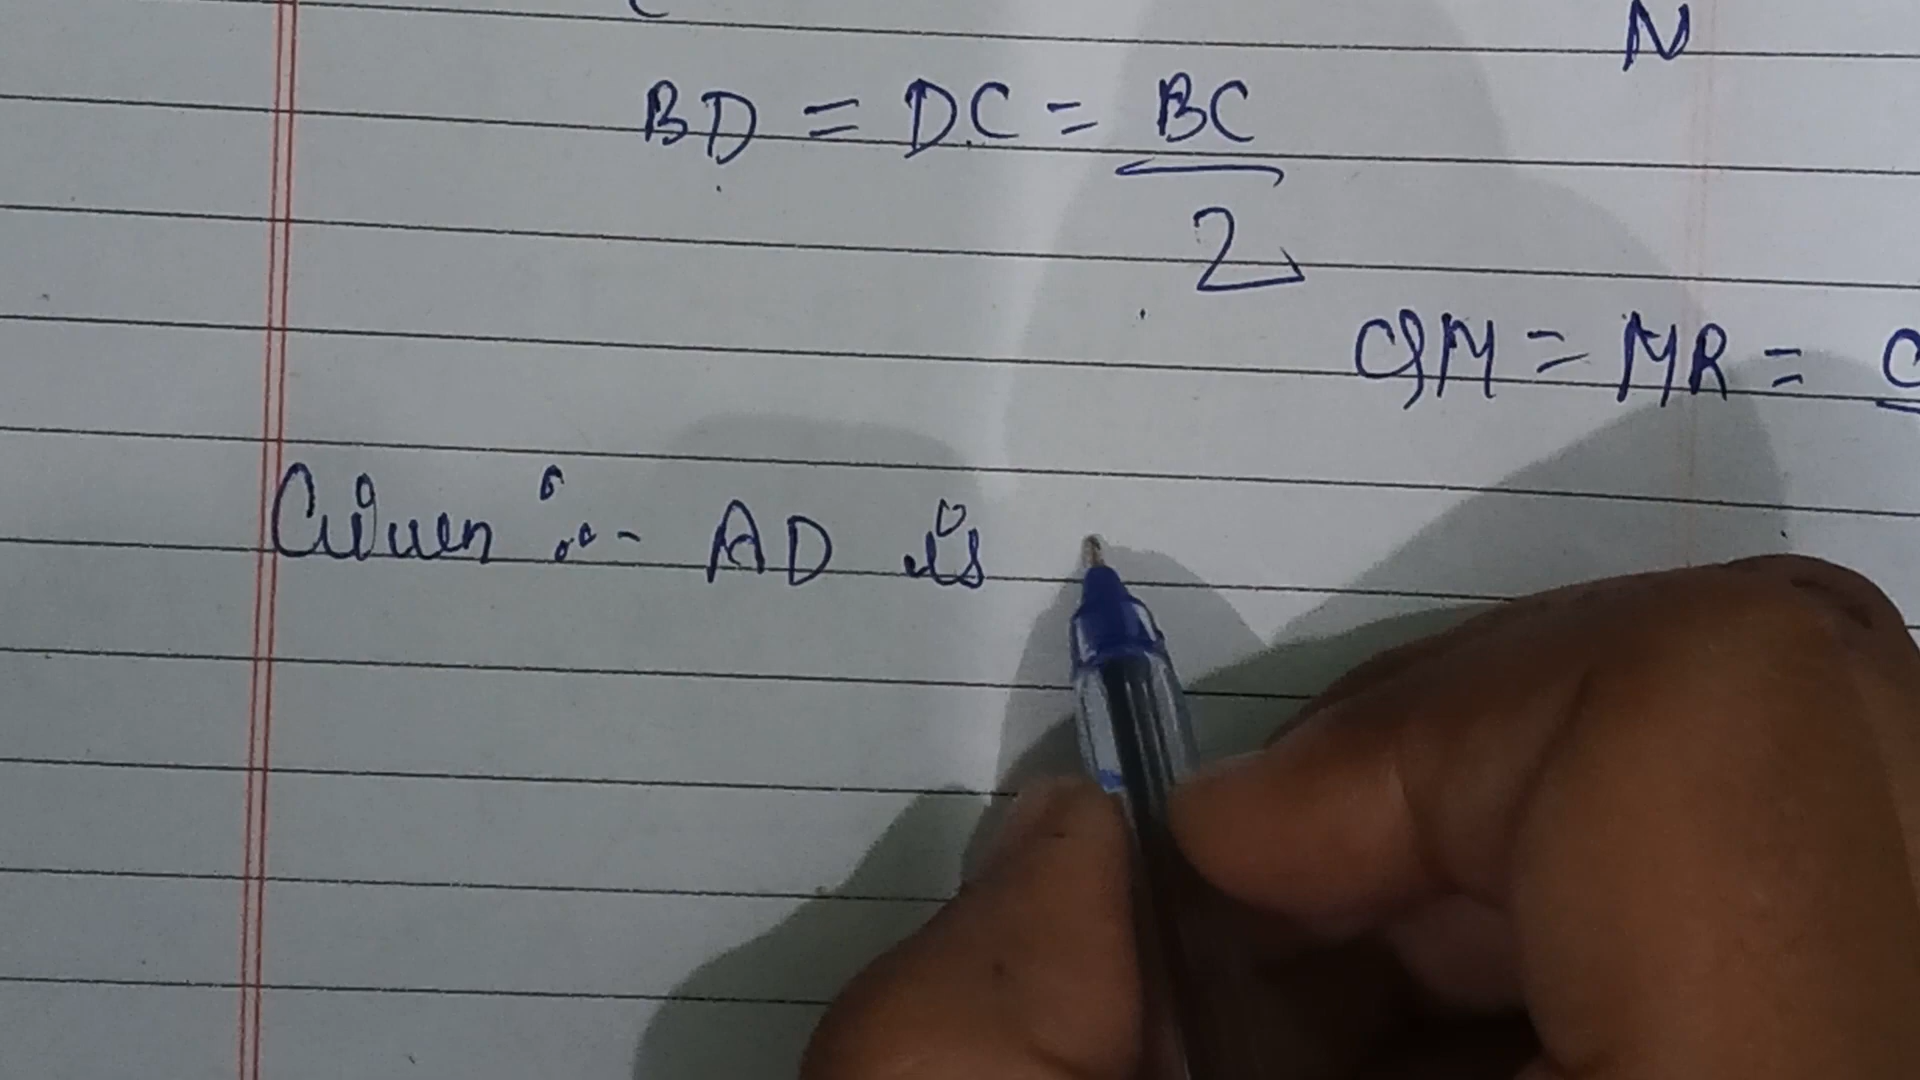 N
BD = DC = BC
2
QM = MR =
Given :- AD is